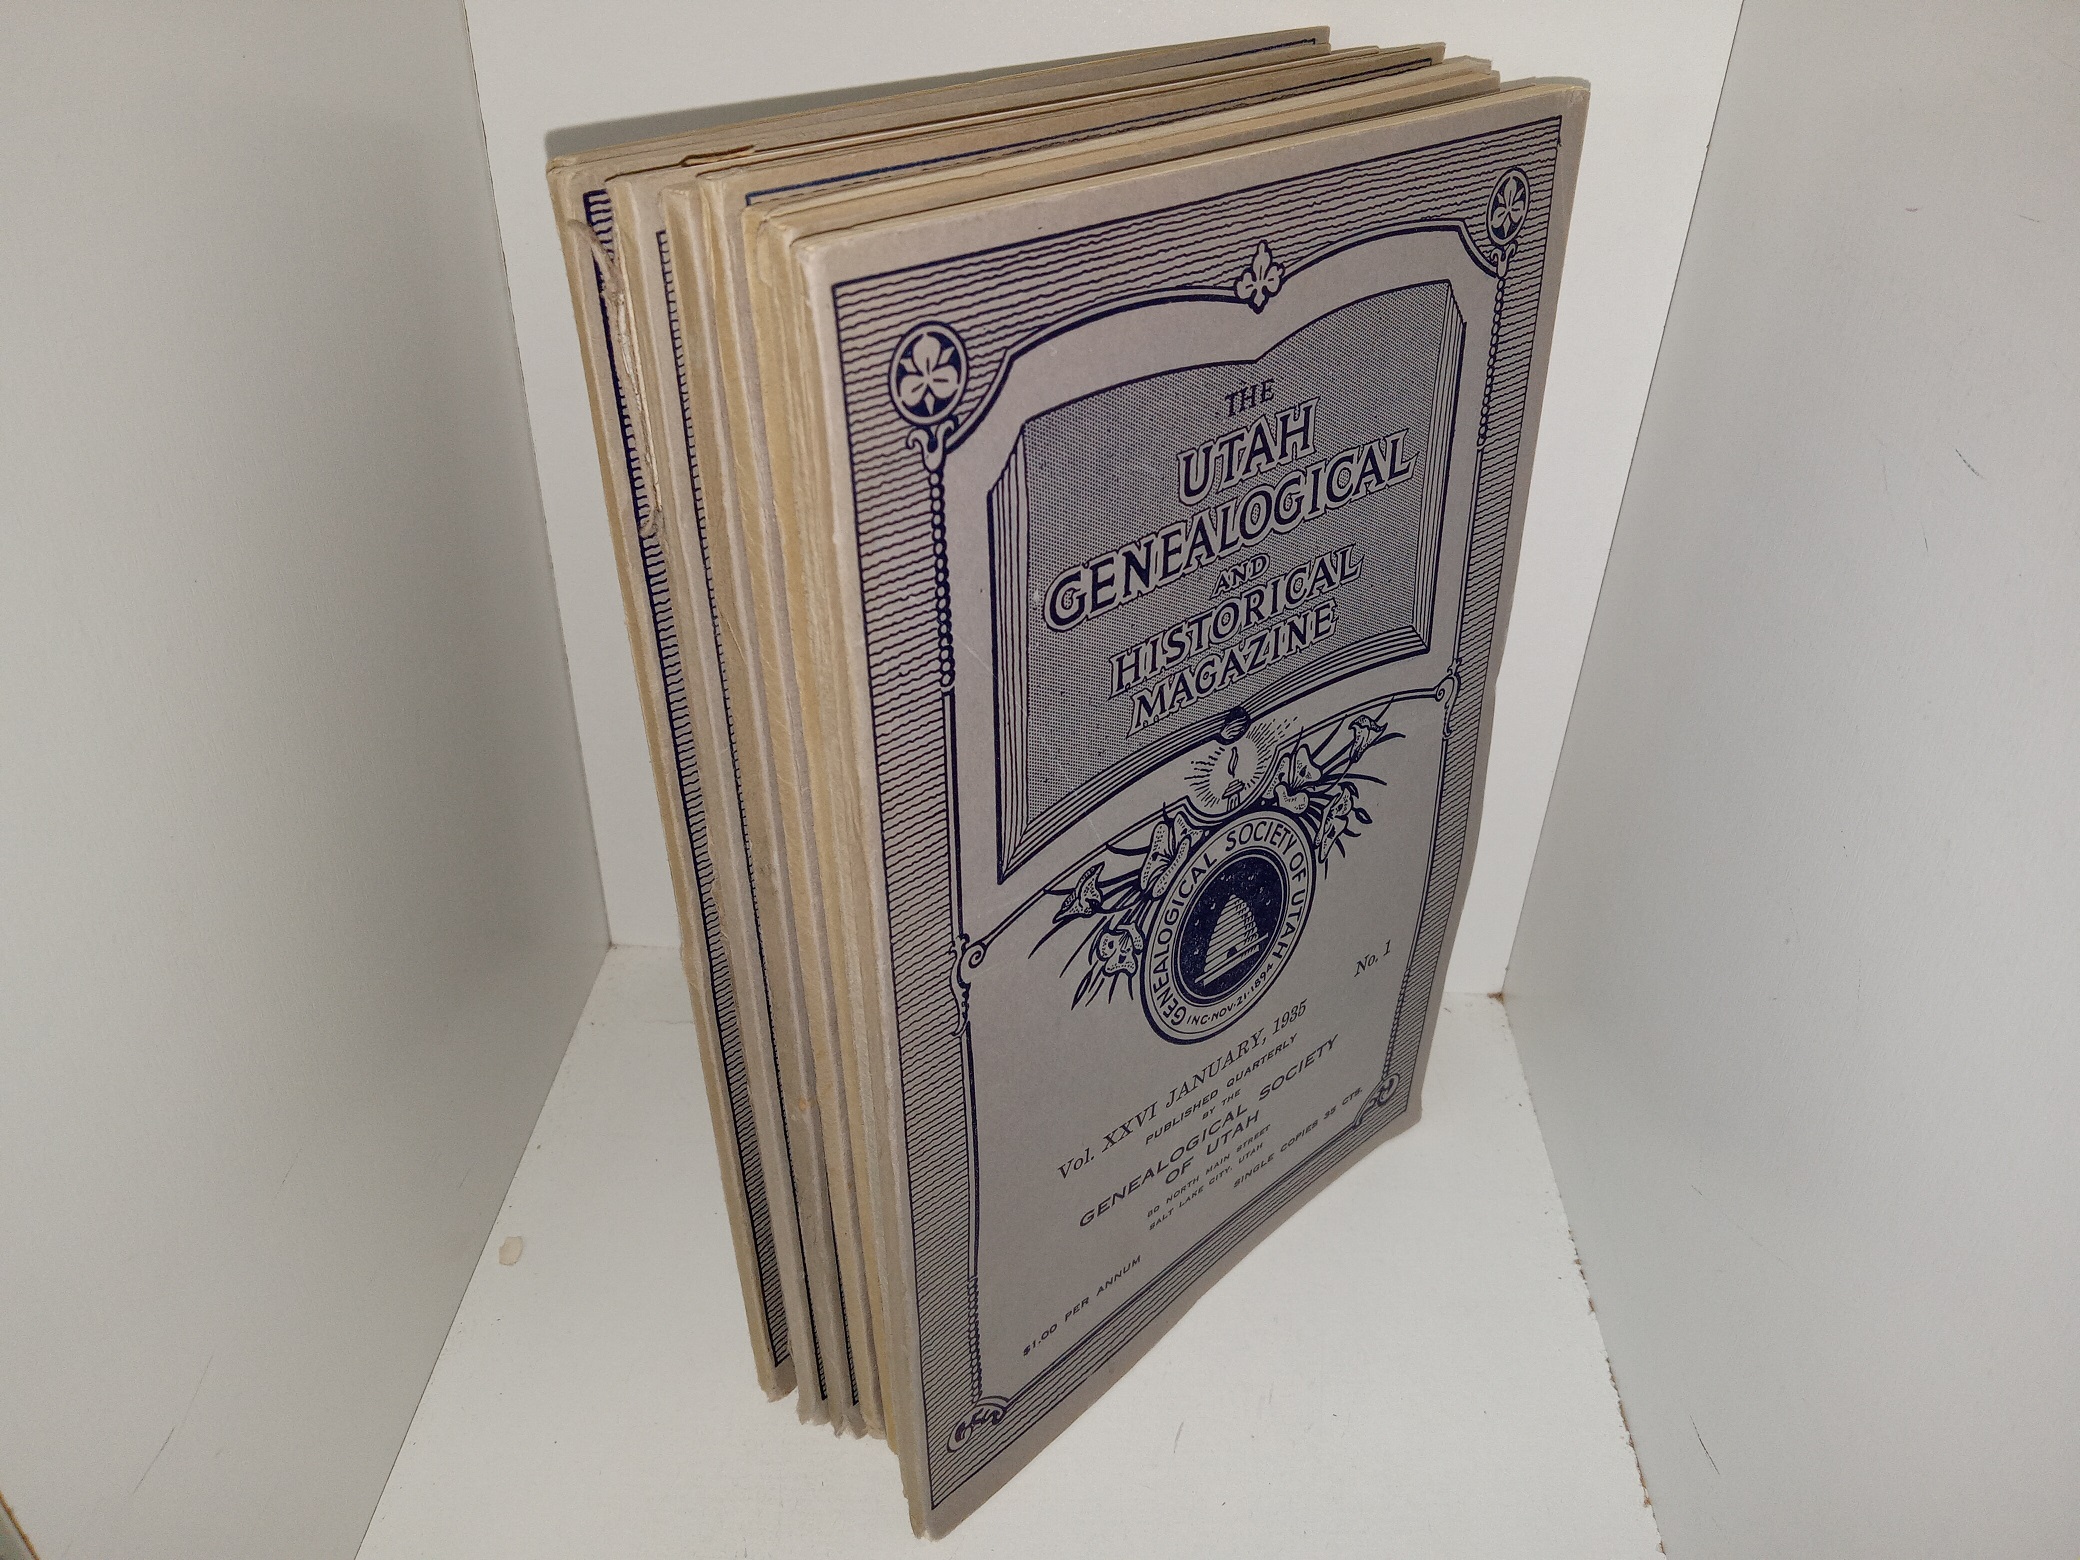 THE
UTAH
GENEALOGICAL
AND
HISTORICAL
MAGAZINE
GENEALOGICAL SOCIETY OF UTAH
INC·NOV·21·1894
Vol. XXVI JANUARY, 1935 No. 1
PUBLISHED QUARTERLY
BY THE
GENEALOGICAL SOCIETY
OF UTAH
80 NORTH MAIN STREET
SALT LAKE CITY, UTAH
$1.00 PER ANNUM SINGLE COPIES 35 CTS.